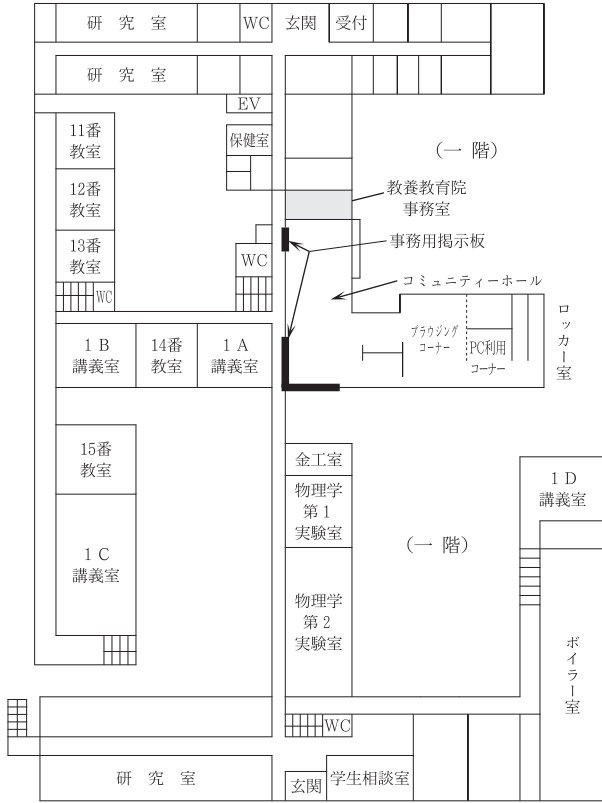 研 究 室
WC
玄関
受付
研 究 室
EV
11番
教室
保健室
（一 階）
12番
教室
教養教育院
事務室
13番
教室
事務用掲示板
WC
コミュニティーホール
WC
1 B
講義室
14番
教室
1 A
講義室
ブラウジング
コーナー
PC利用
コーナー
ロッカー室
15番
教室
金工室
1 D
講義室
物理学
第1
実験室
1 C
講義室
（一 階）
物理学
第2
実験室
ボイラー室
WC
研 究 室
玄関
学生相談室